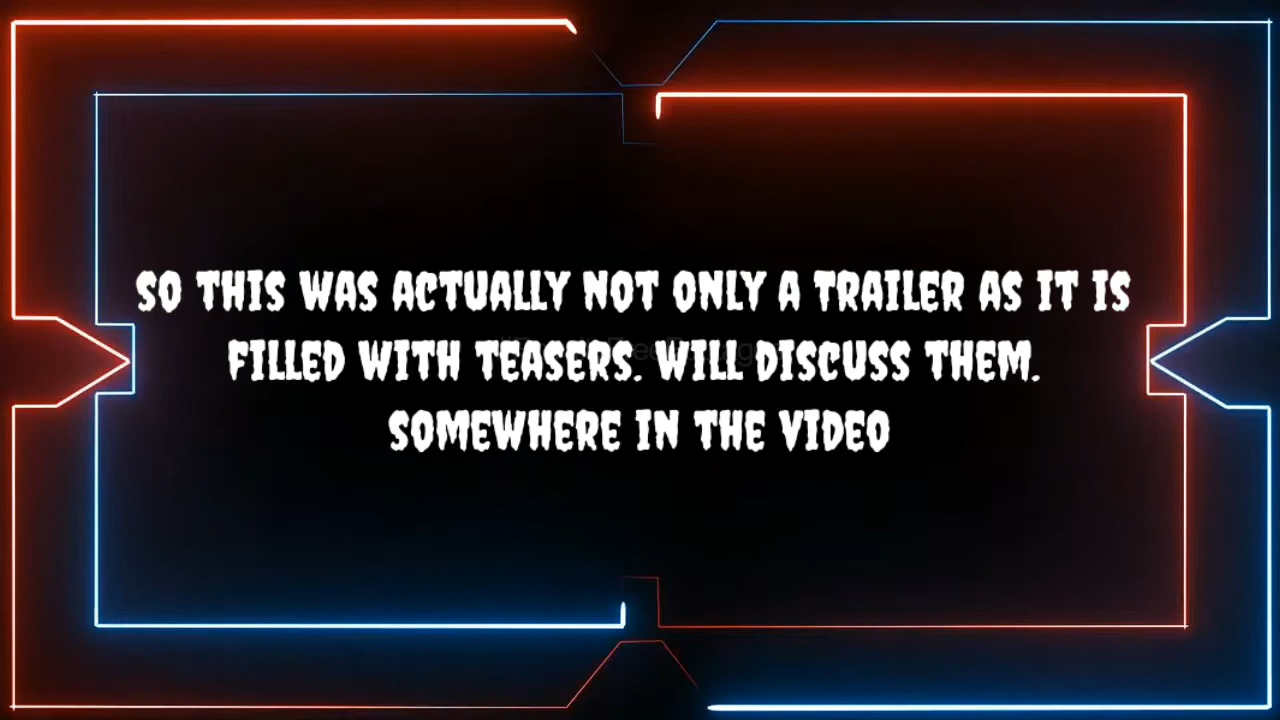 SO THIS WAS ACTUALLY NOT ONLY A TRAILER AS IT IS
FILLED WITH TEASERS. WILL DISCUSS THEM.
SOMEWHERE IN THE VIDEO